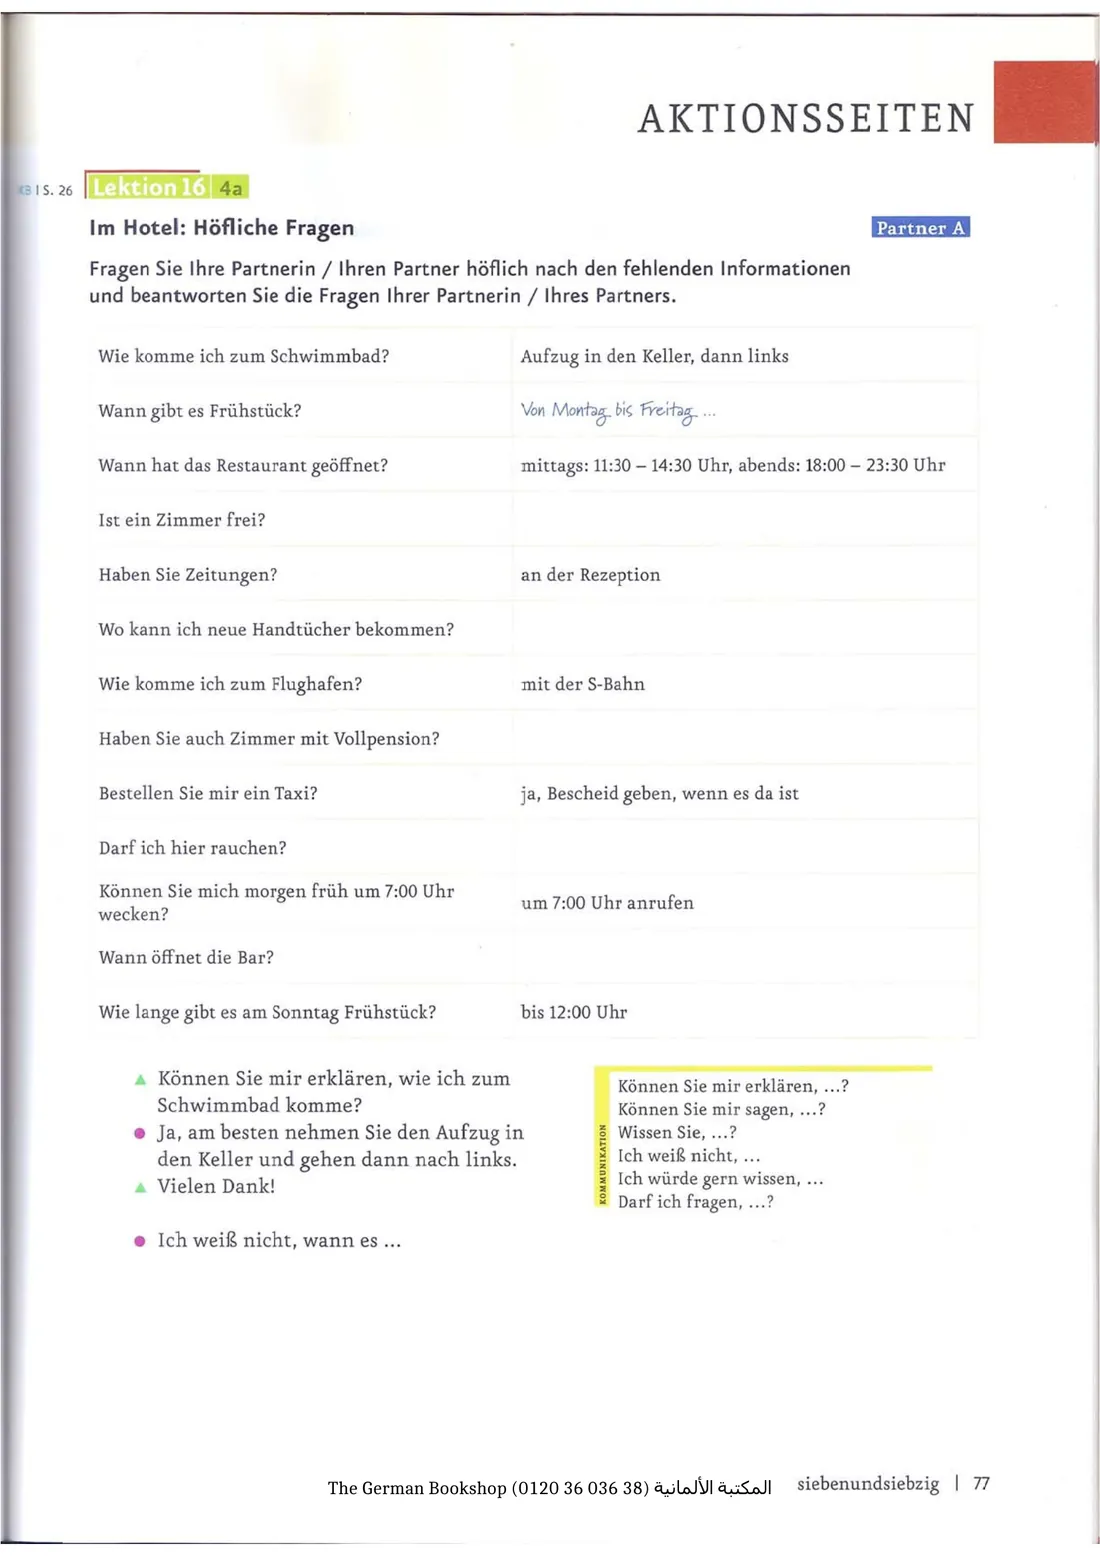 AKTIONSSEITEN
KB | S. 26 Lektion 16 4a
Im Hotel: Höfliche Fragen
Partner A
Fragen Sie Ihre Partnerin / Ihren Partner höflich nach den fehlenden Informationen
und beantworten Sie die Fragen Ihrer Partnerin / Ihres Partners.
Wie komme ich zum Schwimmbad? Aufzug in den Keller, dann links
Wann gibt es Frühstück? Von Montag bis Freitag ...
Wann hat das Restaurant geöffnet? mittags: 11:30 – 14:30 Uhr, abends: 18:00 – 23:30 Uhr
Ist ein Zimmer frei?
Haben Sie Zeitungen? an der Rezeption
Wo kann ich neue Handtücher bekommen?
Wie komme ich zum Flughafen? mit der S-Bahn
Haben Sie auch Zimmer mit Vollpension?
Bestellen Sie mir ein Taxi? ja, Bescheid geben, wenn es da ist
Darf ich hier rauchen?
Können Sie mich morgen früh um 7:00 Uhr
wecken?
um 7:00 Uhr anrufen
Wann öffnet die Bar?
Wie lange gibt es am Sonntag Frühstück? bis 12:00 Uhr
Können Sie mir erklären, wie ich zum
Schwimmbad komme?
Ja, am besten nehmen Sie den Aufzug in
den Keller und gehen dann nach links.
Vielen Dank!
Ich weiß nicht, wann es ...
KOMMUNIKATION
Können Sie mir erklären, ...?
Können Sie mir sagen, ...?
Wissen Sie, ...?
Ich weiß nicht, ...
Ich würde gern wissen, ...
Darf ich fragen, ...?
The German Bookshop (0120 36 036 38) المكتبة الألمانية
siebenundsiebzig | 77